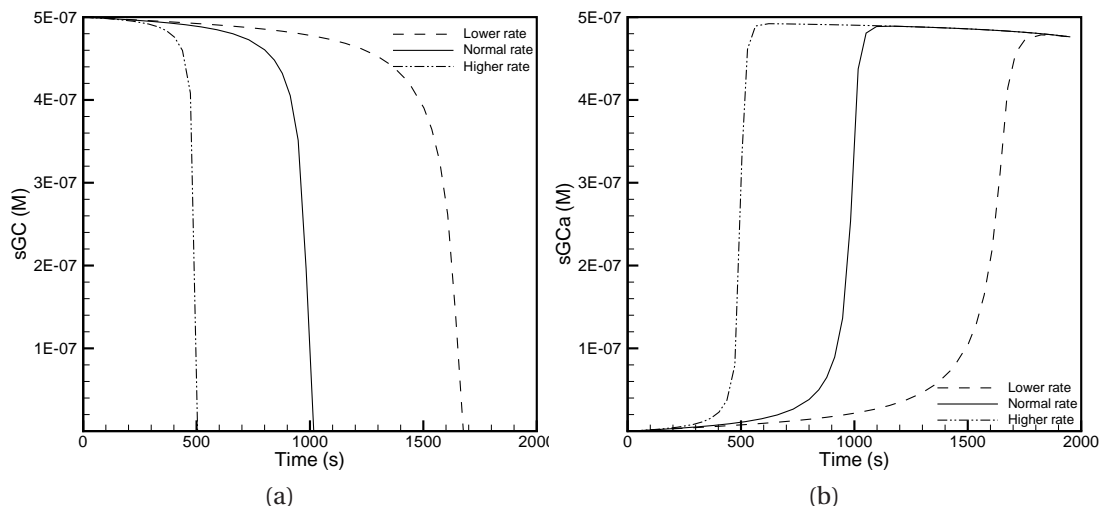 5E-07
4E-07
3E-07
2E-07
1E-07
sGC (M)
0
500
1000
1500
2000
Time (s)
Lower rate
Normal rate
Higher rate
(a)
5E-07
4E-07
3E-07
2E-07
1E-07
sGCa (M)
0
500
1000
1500
2000
Time (s)
Lower rate
Normal rate
Higher rate
(b)